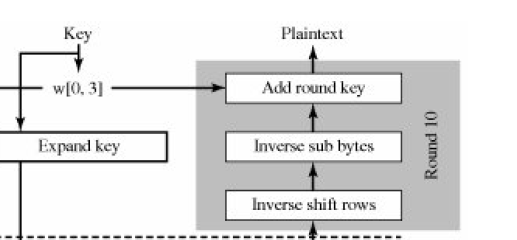 Key
Plaintext
w[0, 3]
Add round key
Expand key
Inverse sub bytes
Inverse shift rows
Round 10